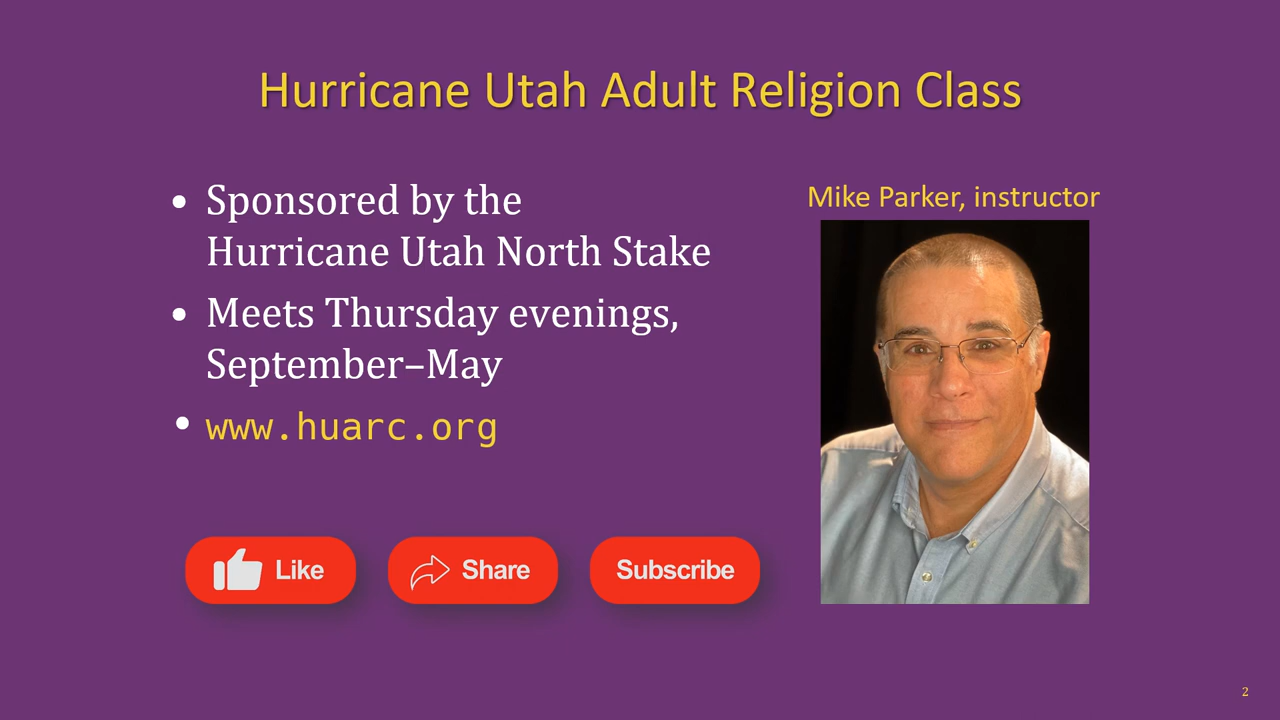 Hurricane Utah Adult Religion Class
• Sponsored by the
Hurricane Utah North Stake
• Meets Thursday evenings,
September–May
• www.huarc.org
Mike Parker, instructor
Like
Share
Subscribe
2